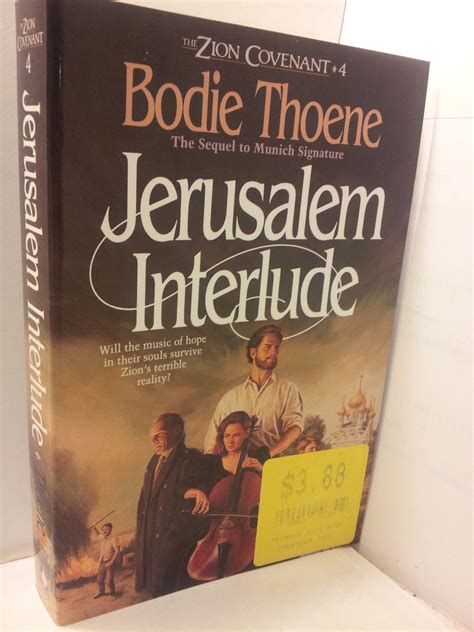 THE ZION COVENANT • 4
Bodie Thoene
The Sequel to Munich Signature
Jerusalem
Interlude
Will the music of hope
in their souls survive
Zion's terrible
reality?
$3.88
THE
ZION COVENANT
4
Jerusalem Interlude